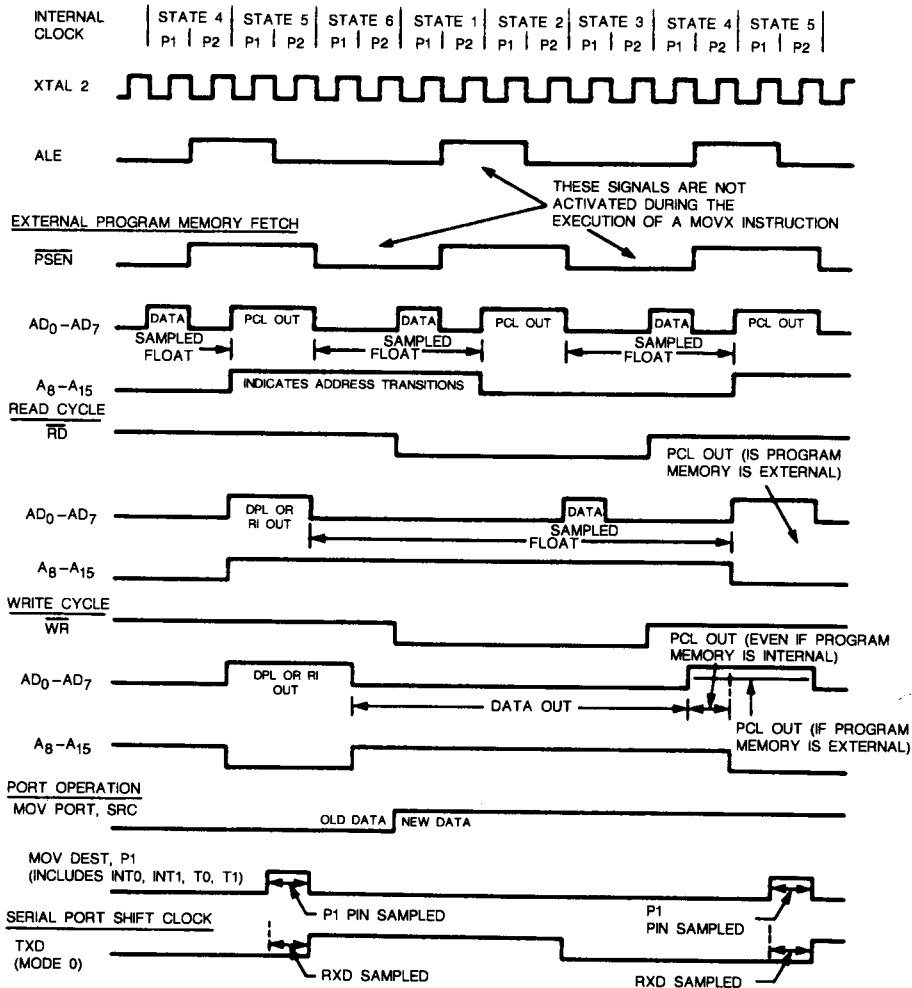 INTERNAL CLOCK
STATE 4 STATE 5 STATE 6 STATE 1 STATE 2 STATE 3 STATE 4 STATE 5
P1 P2 P1 P2 P1 P2 P1 P2 P1 P2 P1 P2 P1 P2 P1 P2
XTAL 2
ALE
THESE SIGNALS ARE NOT
ACTIVATED DURING THE
EXECUTION OF A MOVX INSTRUCTION
EXTERNAL PROGRAM MEMORY FETCH
PSEN
AD0–AD7
DATA PCL OUT DATA PCL OUT DATA PCL OUT
SAMPLED SAMPLED SAMPLED
FLOAT FLOAT FLOAT
A8–A15
INDICATES ADDRESS TRANSITIONS
READ CYCLE
RD
PCL OUT (IS PROGRAM
MEMORY IS EXTERNAL)
AD0–AD7
DPL OR
RI OUT
DATA
SAMPLED
FLOAT
A8–A15
WRITE CYCLE
WR
PCL OUT (EVEN IF PROGRAM
MEMORY IS INTERNAL)
AD0–AD7
DPL OR RI
OUT
DATA OUT
PCL OUT (IF PROGRAM
MEMORY IS EXTERNAL)
A8–A15
PORT OPERATION
MOV PORT, SRC
OLD DATA NEW DATA
MOV DEST, P1
(INCLUDES INT0, INT1, T0, T1)
P1 PIN SAMPLED
P1
PIN SAMPLED
SERIAL PORT SHIFT CLOCK
TXD
(MODE 0)
RXD SAMPLED
RXD SAMPLED